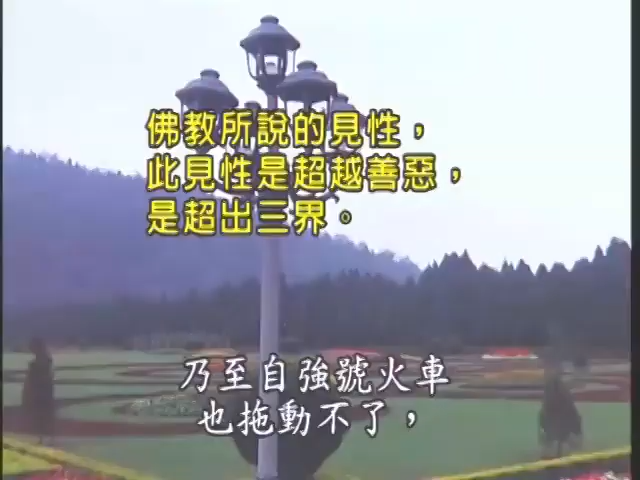 佛教所說的見性，
此見性是超越善惡，
是超出三界。
乃至自強號火車
也拖動不了，